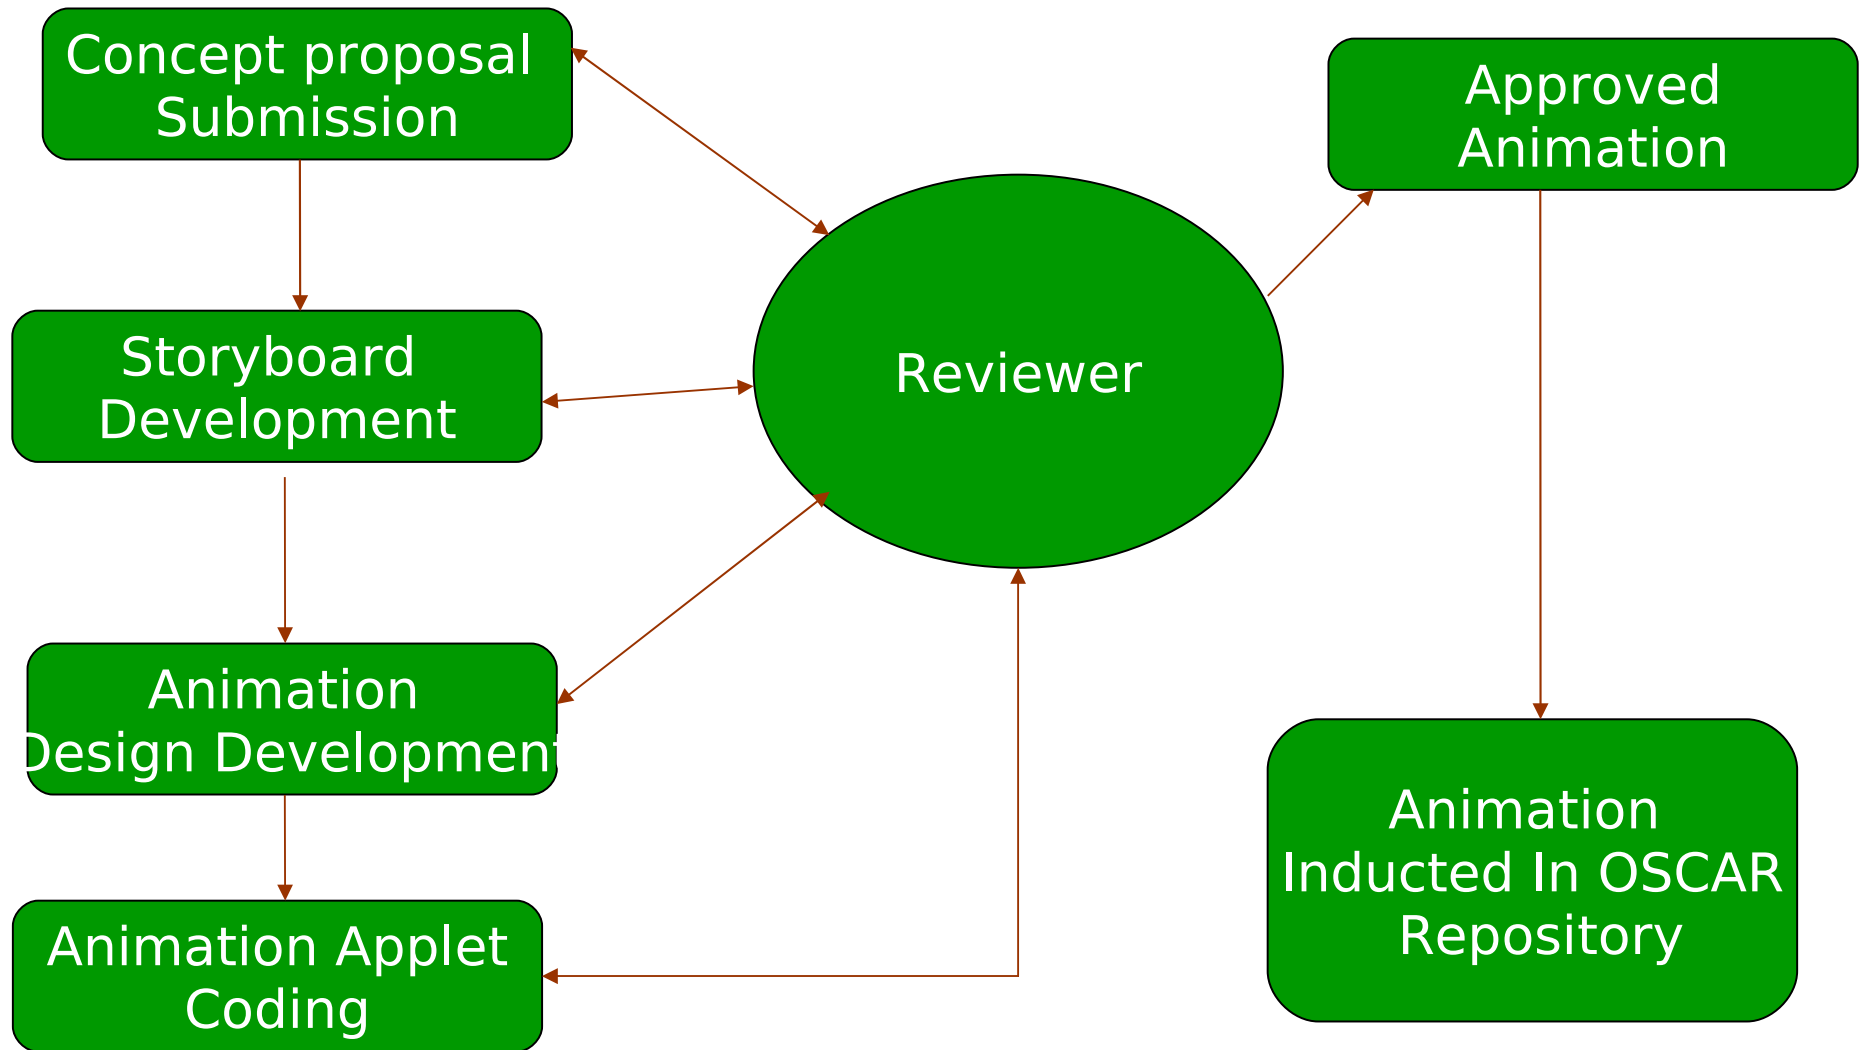 Concept proposal
Submission
Storyboard
Development
Animation
Design Development
Animation Applet
Coding
Reviewer
Approved
Animation
Animation
Inducted In OSCAR
Repository